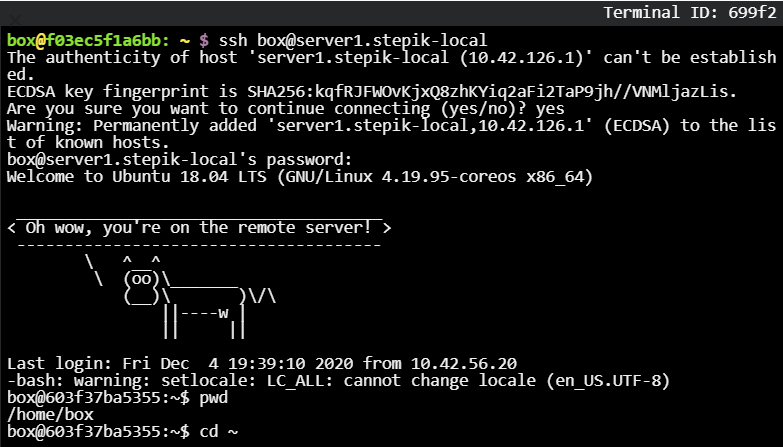 Terminal ID: 699f2
box@f03ec5f1a6bb: ~ $ ssh box@server1.stepik-local
The authenticity of host 'server1.stepik-local (10.42.126.1)' can't be establish
ed.
ECDSA key fingerprint is SHA256:kqfRJFWOvKjxQ8zhKYiq2aFi2TaP9jh//VNMljazLis.
Are you sure you want to continue connecting (yes/no)? yes
Warning: Permanently added 'server1.stepik-local,10.42.126.1' (ECDSA) to the lis
t of known hosts.
box@server1.stepik-local's password:
Welcome to Ubuntu 18.04 LTS (GNU/Linux 4.19.95-coreos x86_64)
 ______________________________________
< Oh wow, you're on the remote server! >
 --------------------------------------
        \   ^__^
         \  (oo)\_______
            (__)\       )\/\
                ||----w |
                ||     ||
Last login: Fri Dec  4 19:39:10 2020 from 10.42.56.20
-bash: warning: setlocale: LC_ALL: cannot change locale (en_US.UTF-8)
box@603f37ba5355:~$ pwd
/home/box
box@603f37ba5355:~$ cd ~